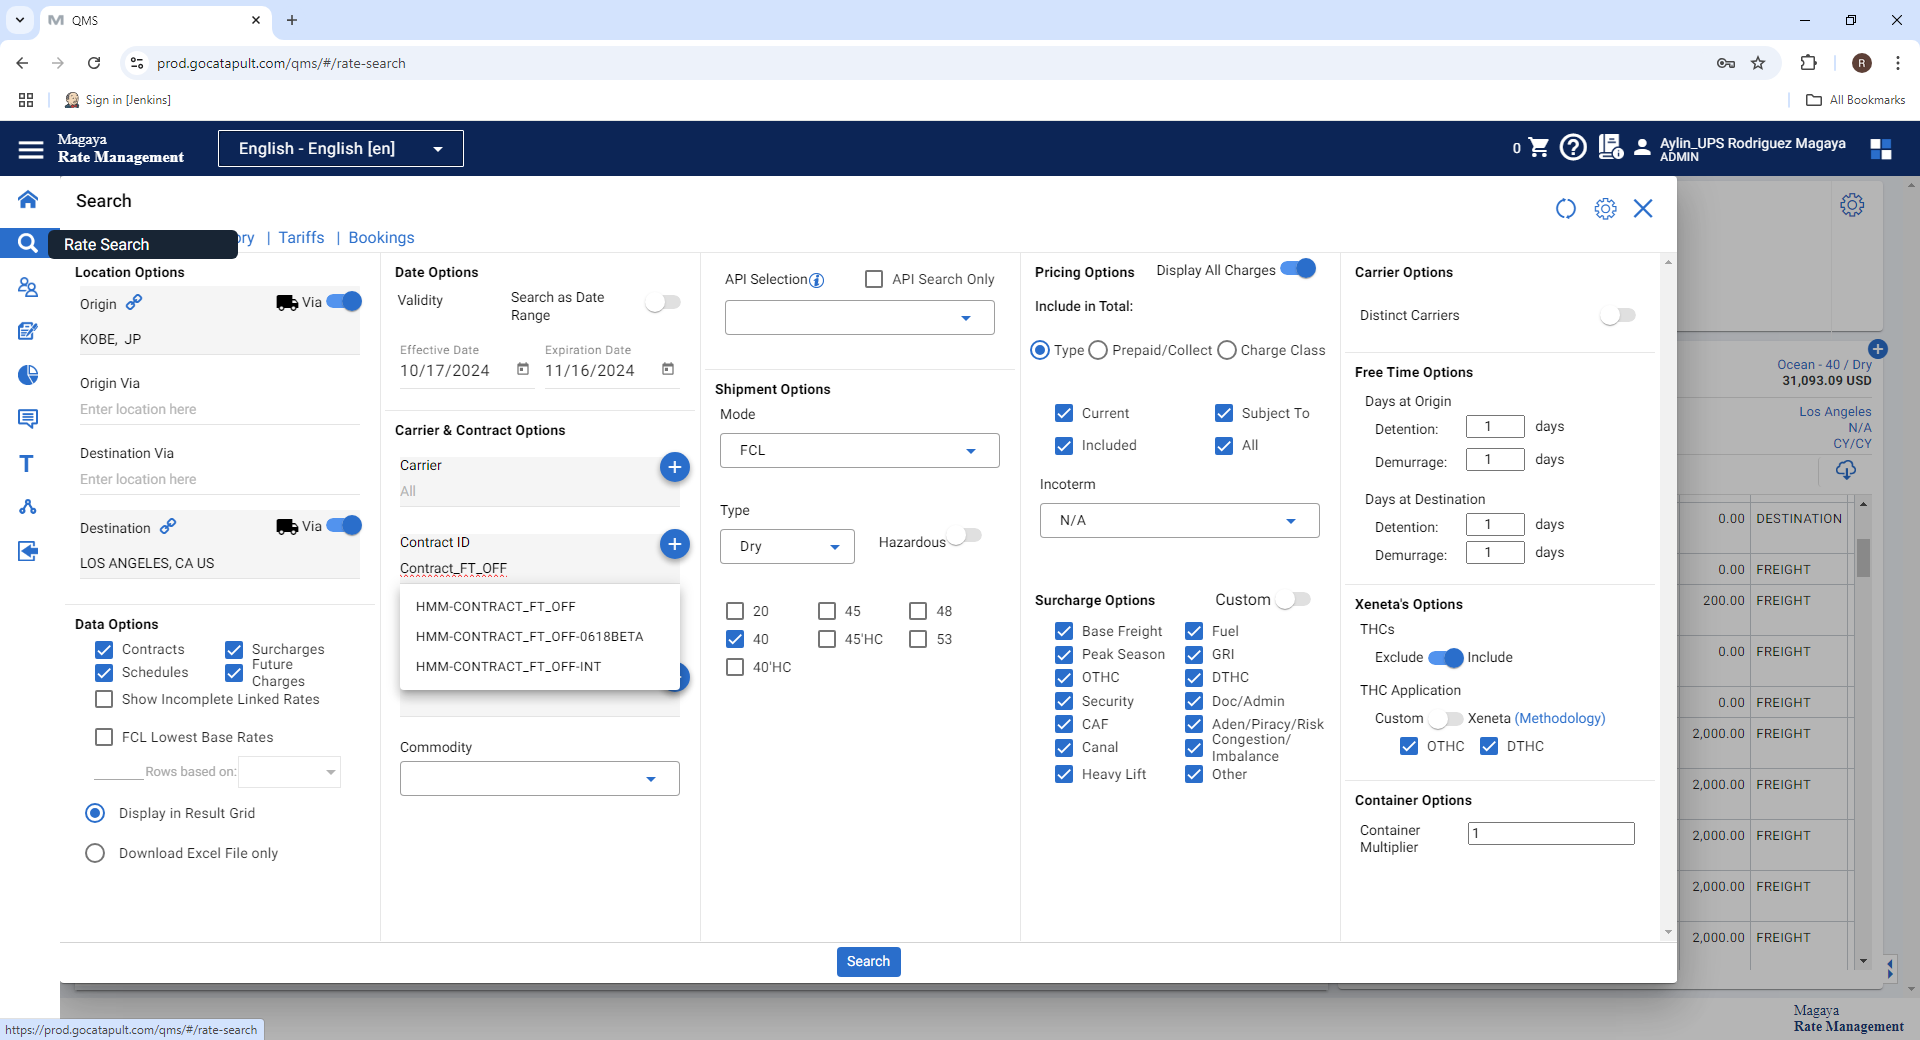 QMS
prod.gocatapult.com/qms/#/rate-search
R
Sign in [Jenkins]
All Bookmarks
Magaya
Rate Management
English - English [en]
0
Aylin_UPS Rodriguez Magaya
ADMIN
Search
Rate Search
ory | Tariffs | Bookings
Location Options
Origin
Via
KOBE, JP
Origin Via
Enter location here
Destination Via
Enter location here
Destination
Via
LOS ANGELES, CA US
Data Options
Contracts
Surcharges
Schedules
Future
Charges
Show Incomplete Linked Rates
FCL Lowest Base Rates
Rows based on:
Display in Result Grid
Download Excel File only
Date Options
Validity
Search as Date
Range
Effective Date
10/17/2024
Expiration Date
11/16/2024
Carrier & Contract Options
Carrier
All
Contract ID
Contract_FT_OFF
HMM-CONTRACT_FT_OFF
HMM-CONTRACT_FT_OFF-0618BETA
HMM-CONTRACT_FT_OFF-INT
Commodity
API Selection
API Search Only
Shipment Options
Mode
FCL
Type
Dry
Hazardous
20
45
48
40
45'HC
53
40'HC
Pricing Options
Display All Charges
Include in Total:
Type
Prepaid/Collect
Charge Class
Current
Subject To
Included
All
Incoterm
N/A
Surcharge Options
Custom
Base Freight
Fuel
Peak Season
GRI
OTHC
DTHC
Security
Doc/Admin
CAF
Aden/Piracy/Risk
Canal
Congestion/
Imbalance
Heavy Lift
Other
Carrier Options
Distinct Carriers
Free Time Options
Days at Origin
Detention: 1 days
Demurrage: 1 days
Days at Destination
Detention: 1 days
Demurrage: 1 days
Xeneta's Options
THCs
Exclude
Include
THC Application
Custom
Xeneta (Methodology)
OTHC
DTHC
Container Options
Container
Multiplier
1
Search
Ocean - 40 / Dry
31,093.09 USD
Los Angeles
N/A
CY/CY
0.00 DESTINATION
0.00 FREIGHT
200.00 FREIGHT
0.00 FREIGHT
2,000.00 FREIGHT
2,000.00 FREIGHT
2,000.00 FREIGHT
2,000.00 FREIGHT
2,000.00 FREIGHT
https://prod.gocatapult.com/qms/#/rate-search
Magaya
Rate Management